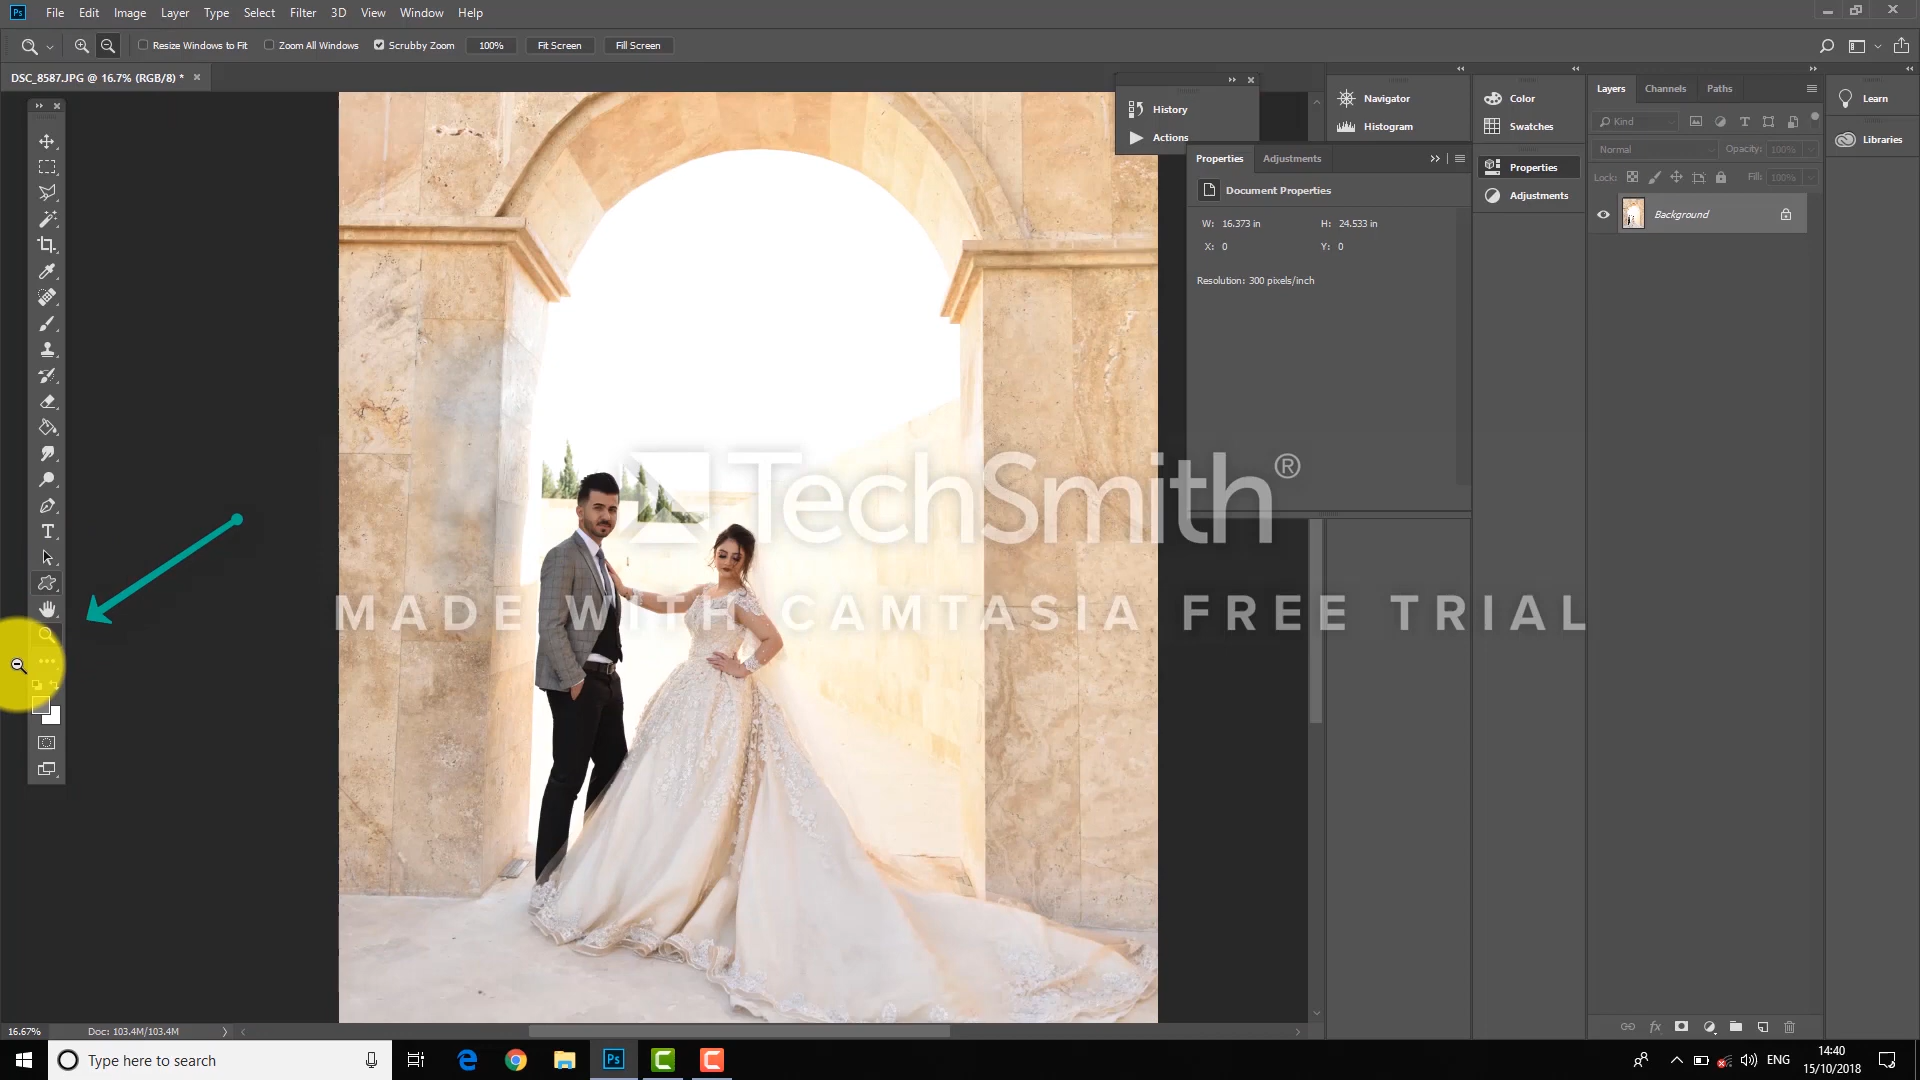 Ps File Edit Image Layer Type Select Filter 3D View Window Help
Resize Windows to Fit Zoom All Windows Scrubby Zoom 100% Fit Screen Fill Screen
DSC_8587.JPG @ 16.7% (RGB/8) *
History
Actions
Navigator
Histogram
Color
Swatches
Properties
Adjustments
Layers Channels Paths
Kind
Normal Opacity: 100%
Lock: Fill: 100%
Background
Learn
Libraries
Properties Adjustments
Document Properties
W: 16.373 in H: 24.533 in
X: 0 Y: 0
Resolution: 300 pixels/inch
TechSmith®
MADE WITH CAMTASIA FREE TRIAL
T
fx
16.67% Doc: 103.4M/103.4M
Type here to search
Ps
C
C
ENG
14:40
15/10/2018